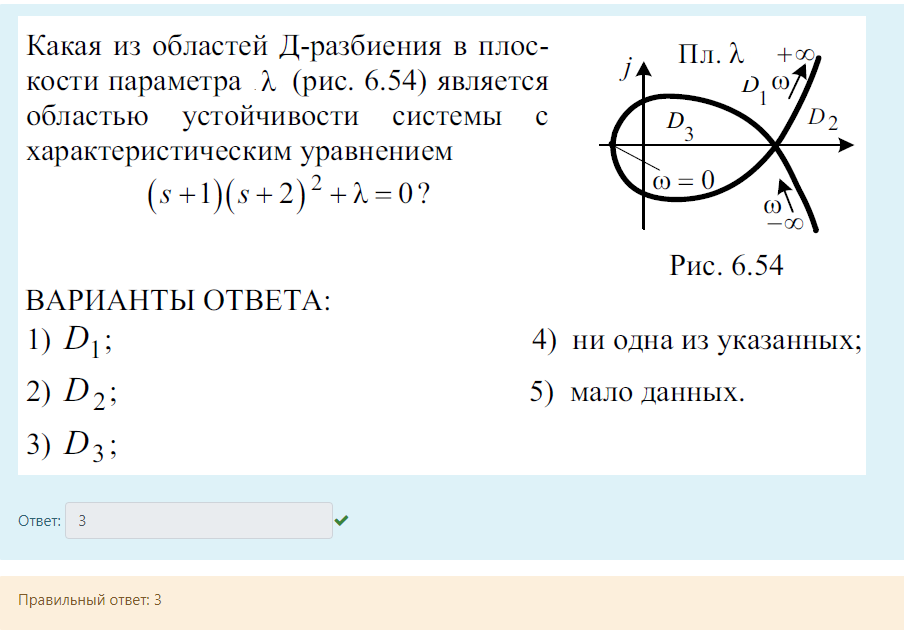 Какая из областей Д-разбиения в плос-
кости параметра λ (рис. 6.54) является
областью устойчивости системы с
характеристическим уравнением
(s+1)(s+2)²+λ=0?
j
Пл. λ
+∞
D₁
ω
D₂
D₃
ω = 0
ω
−∞
Рис. 6.54
ВАРИАНТЫ ОТВЕТА:
1) D₁;
2) D₂;
3) D₃;
4) ни одна из указанных;
5) мало данных.
Ответ: 3
Правильный ответ: 3